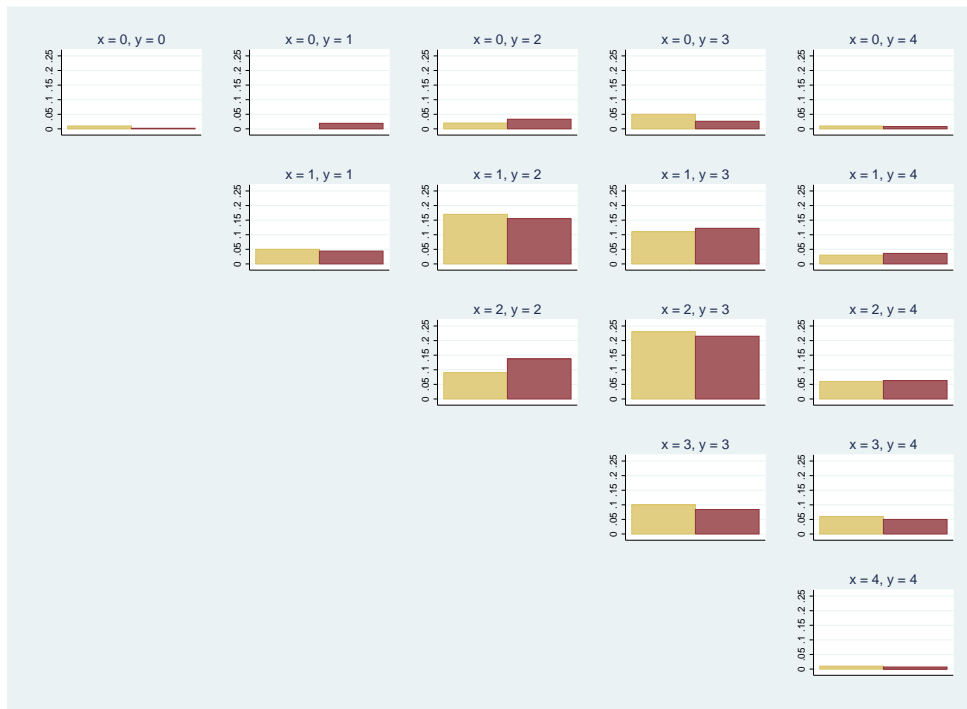 x = 0, y = 0
0 .05 .1 .15 .2 .25
x = 0, y = 1
0 .05 .1 .15 .2 .25
x = 0, y = 2
0 .05 .1 .15 .2 .25
x = 0, y = 3
0 .05 .1 .15 .2 .25
x = 0, y = 4
0 .05 .1 .15 .2 .25
x = 1, y = 1
0 .05 .1 .15 .2 .25
x = 1, y = 2
0 .05 .1 .15 .2 .25
x = 1, y = 3
0 .05 .1 .15 .2 .25
x = 1, y = 4
0 .05 .1 .15 .2 .25
x = 2, y = 2
0 .05 .1 .15 .2 .25
x = 2, y = 3
0 .05 .1 .15 .2 .25
x = 2, y = 4
0 .05 .1 .15 .2 .25
x = 3, y = 3
0 .05 .1 .15 .2 .25
x = 3, y = 4
0 .05 .1 .15 .2 .25
x = 4, y = 4
0 .05 .1 .15 .2 .25